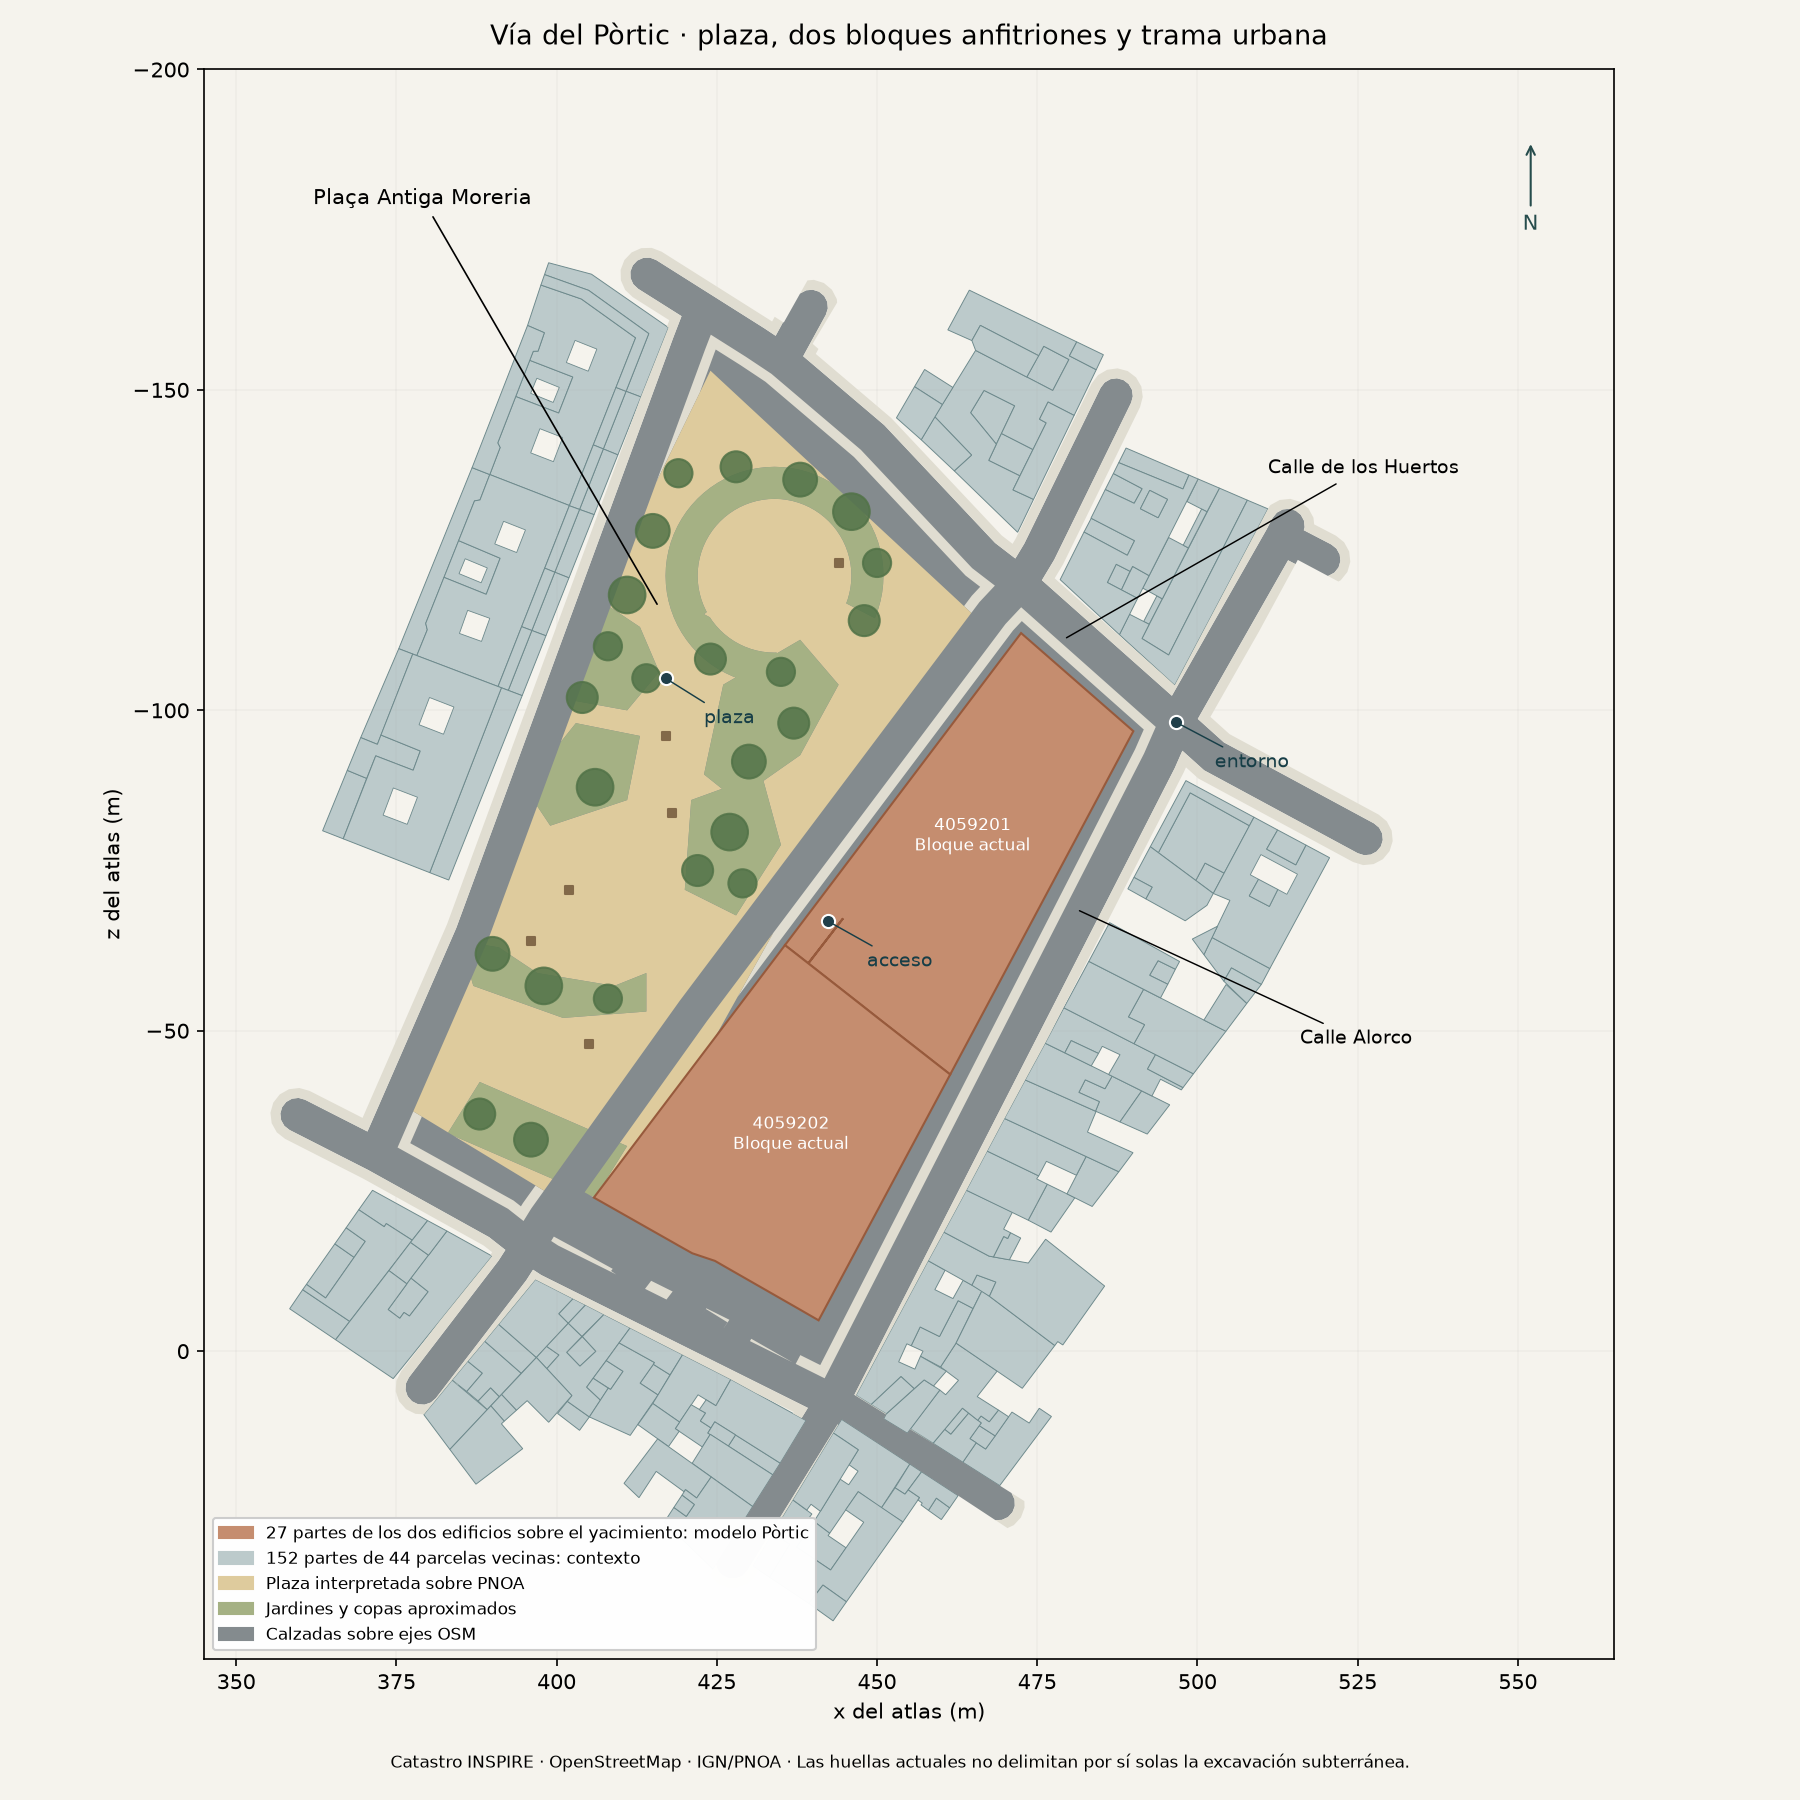 Vía del Pòrtic · plaza, dos bloques anfitriones y trama urbana
−200
N
Plaça Antiga Moreria
−150
Calle de los Huertos
−100
plaza
entorno
4059201
Bloque actual
z del atlas (m)
acceso
−50
Calle Alorco
4059202
Bloque actual
0
27 partes de los dos edificios sobre el yacimiento: modelo Pòrtic
152 partes de 44 parcelas vecinas: contexto
Plaza interpretada sobre PNOA
Jardines y copas aproximados
Calzadas sobre ejes OSM
350 375 400 425 450 475 500 525 550
x del atlas (m)
Catastro INSPIRE · OpenStreetMap · IGN/PNOA · Las huellas actuales no delimitan por sí solas la excavación subterránea.